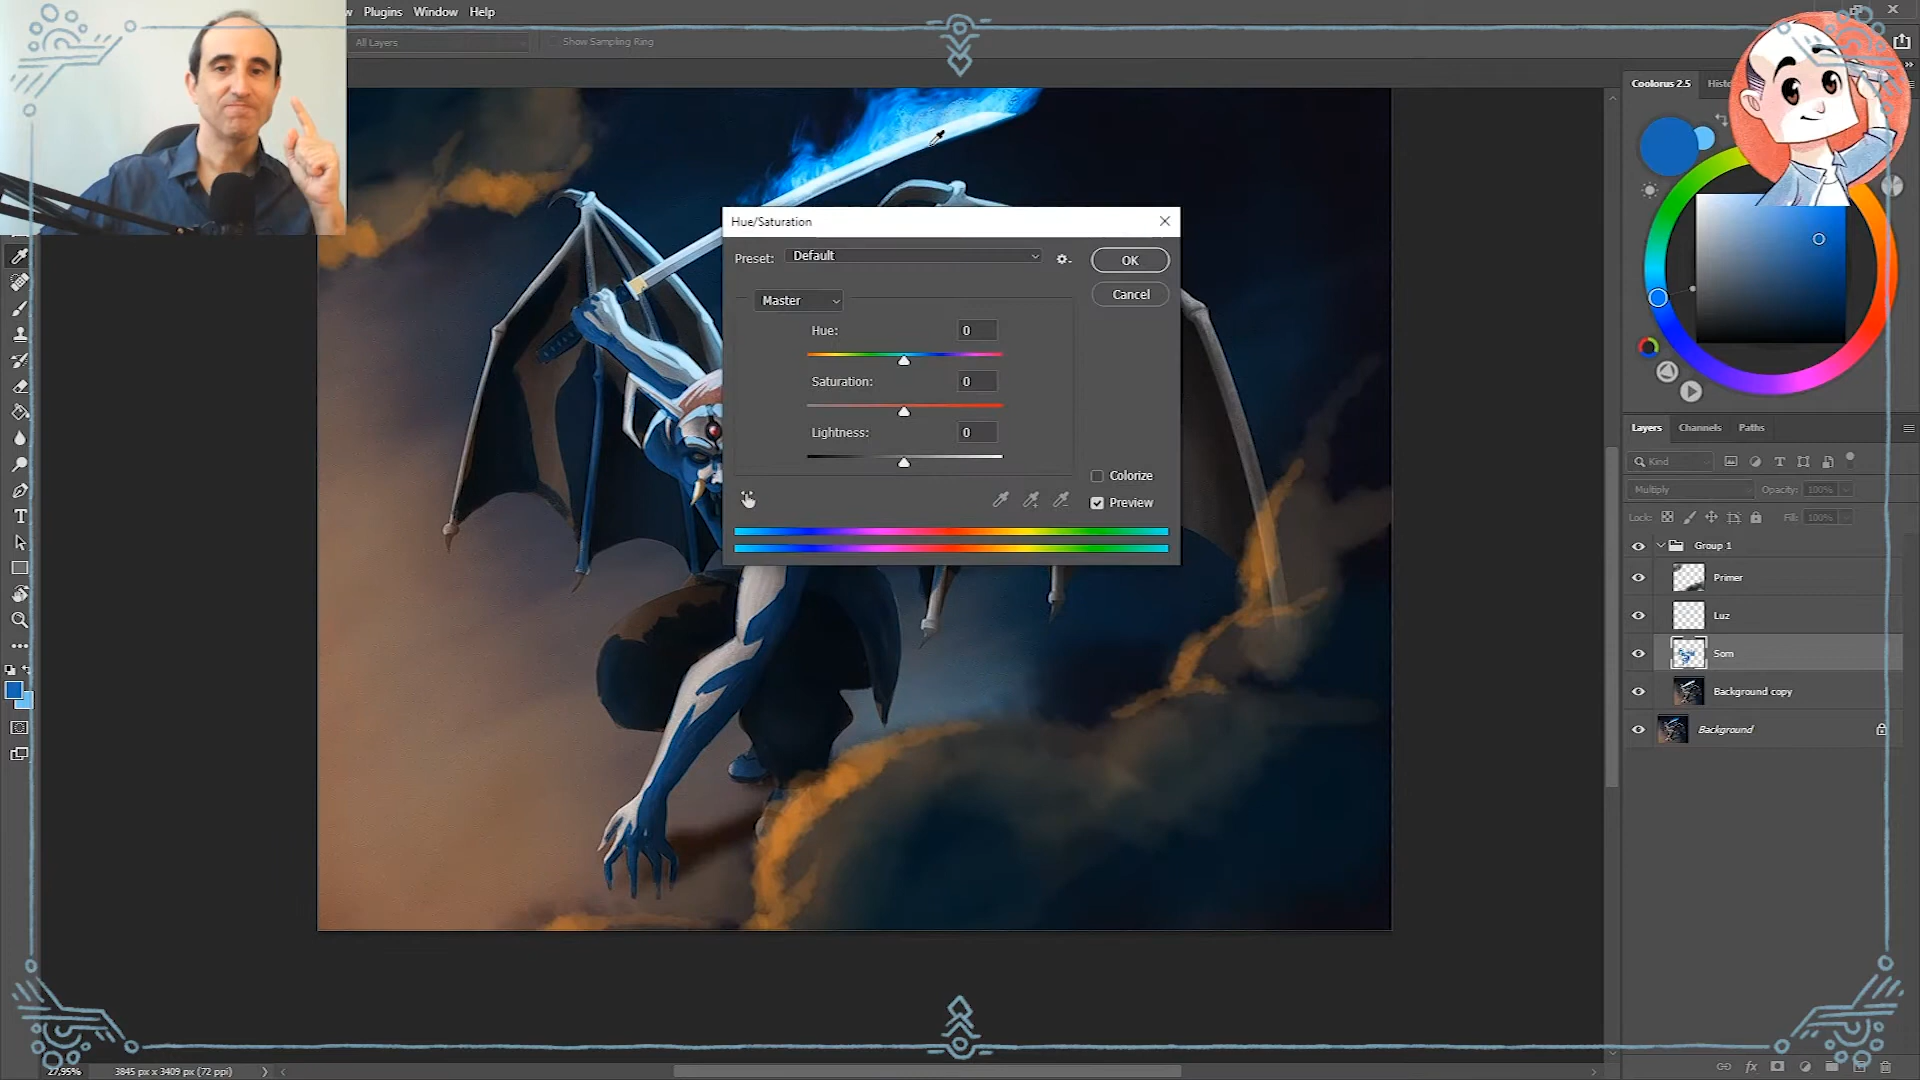 Plugins Window Help
All Layers
Show Sampling Ring
Coolorus 2.5
Hue/Saturation
Preset: Default
OK
Master
Cancel
Hue: 0
Saturation: 0
Lightness: 0
Colorize
Preview
Layers Channels Paths
Kind
Multiply Opacity: 100%
Lock: Fill: 100%
Group 1
Primer
Luz
Som
Background copy
Background
27,95% 3845 px x 3409 px (72 ppi)
fx